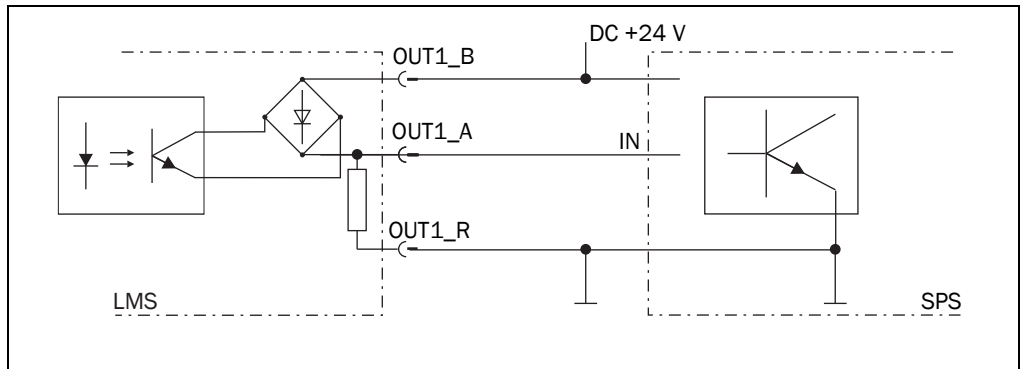 DC +24 V
OUT1_B
OUT1_A
IN
OUT1_R
LMS
SPS